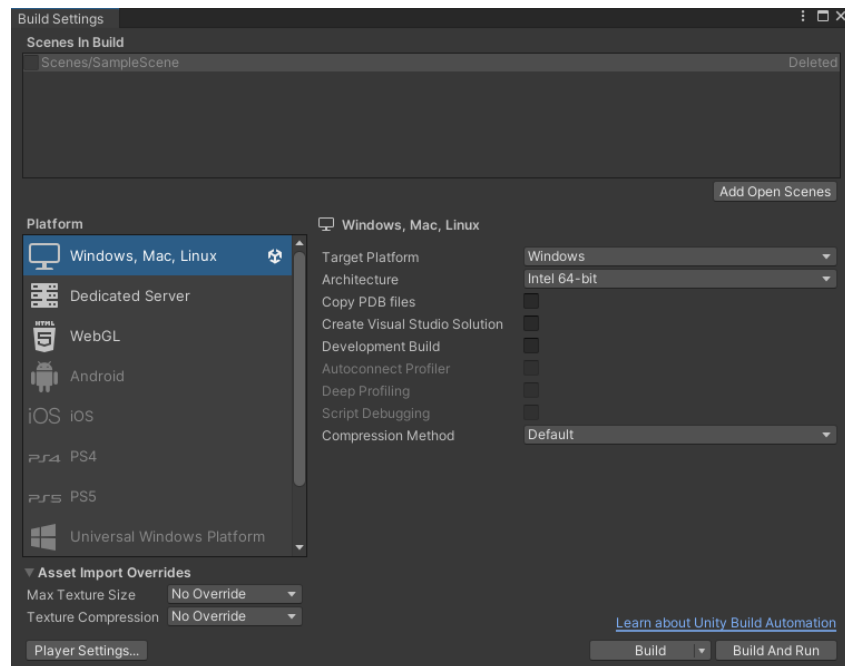 Build Settings
Scenes In Build
Scenes/SampleScene Deleted
Add Open Scenes
Platform
Windows, Mac, Linux
Dedicated Server
HTML 5 WebGL
Android
iOS iOS
PS4 PS4
PS5 PS5
Universal Windows Platform
Windows, Mac, Linux
Target Platform Windows
Architecture Intel 64-bit
Copy PDB files
Create Visual Studio Solution
Development Build
Autoconnect Profiler
Deep Profiling
Script Debugging
Compression Method Default
Asset Import Overrides
Max Texture Size No Override
Texture Compression No Override
Learn about Unity Build Automation
Player Settings... Build Build And Run